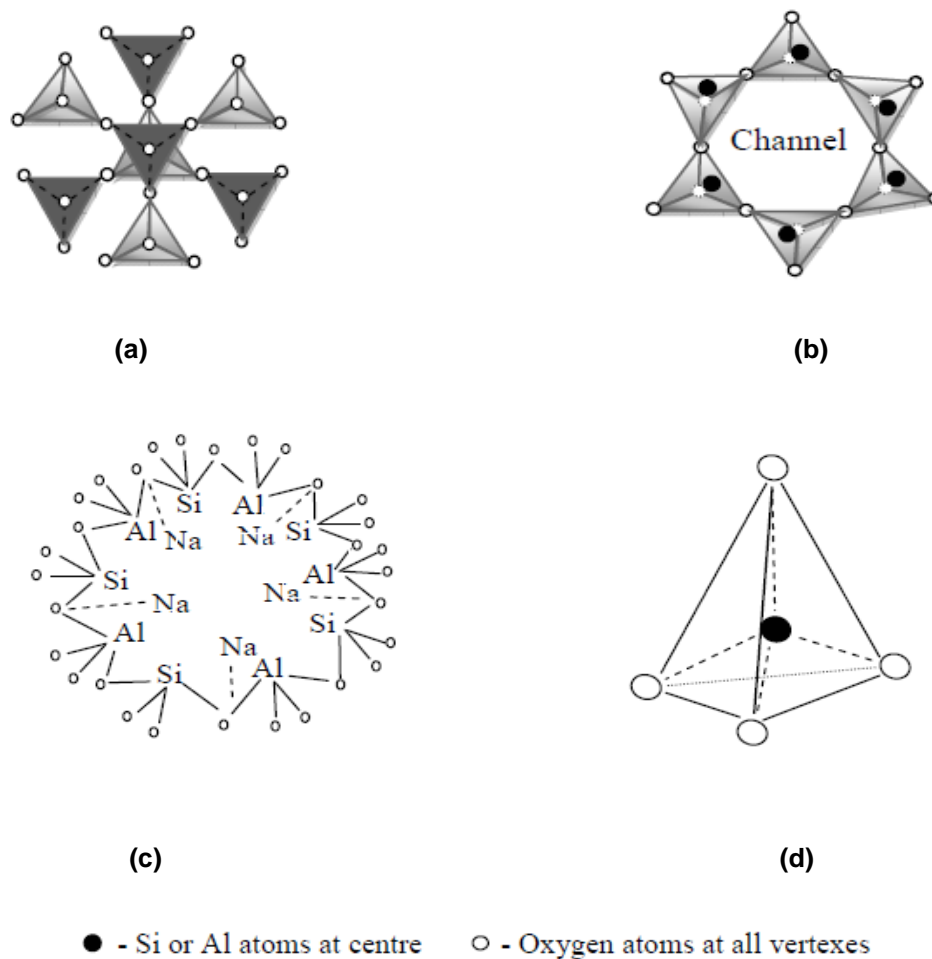 Channel
(a)
(b)
O O O O O O O O O
Si Al
O O O O
Al Na Na Si O
O O O
O Si Na Na Al O
O Na Si O
Al Na O
O Si Al O
O O O O O O
O O
(c)
(d)
● - Si or Al atoms at centre ○ - Oxygen atoms at all vertexes